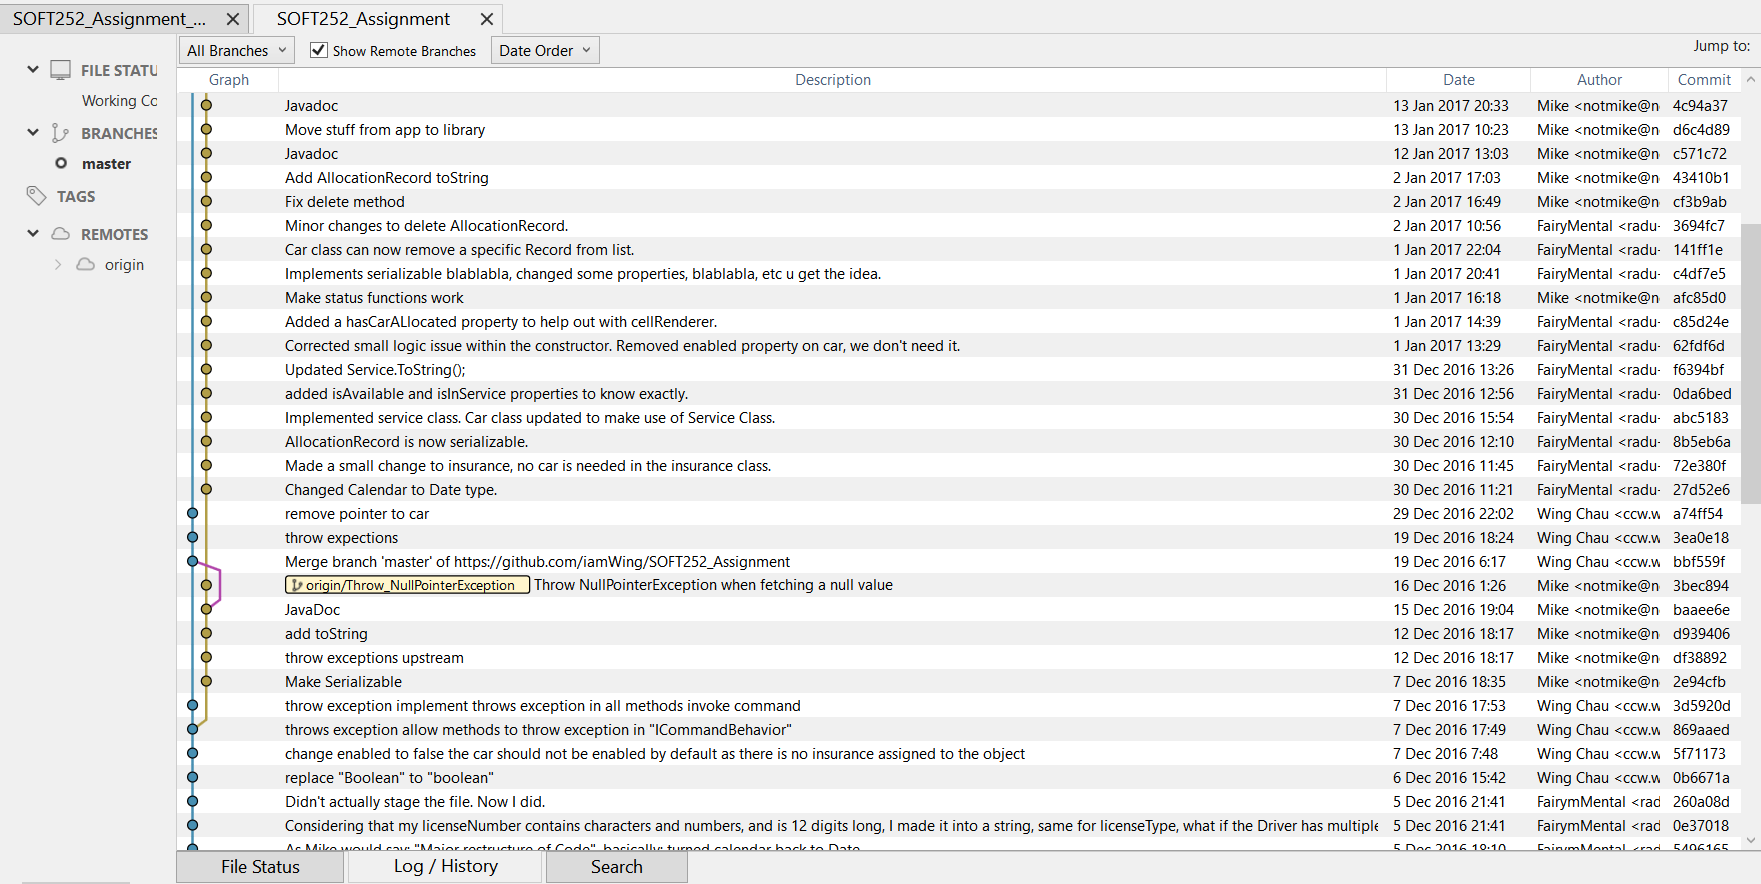 SOFT252_Assignment_...
SOFT252_Assignment
All Branches
Show Remote Branches
Date Order
Jump to:
FILE STATU
Working Co
BRANCHES
master
TAGS
REMOTES
origin
Graph Description Date Author Commit
Javadoc 13 Jan 2017 20:33 Mike <notmike@n 4c94a37
Move stuff from app to library 13 Jan 2017 10:23 Mike <notmike@n d6c4d89
Javadoc 12 Jan 2017 13:03 Mike <notmike@n c571c72
Add AllocationRecord toString 2 Jan 2017 17:03 Mike <notmike@n 43410b1
Fix delete method 2 Jan 2017 16:49 Mike <notmike@n cf3b9ab
Minor changes to delete AllocationRecord. 2 Jan 2017 10:56 FairyMental <radu- 3694fc7
Car class can now remove a specific Record from list. 1 Jan 2017 22:04 FairyMental <radu- 141ff1e
Implements serializable blablabla, changed some properties, blablabla, etc u get the idea. 1 Jan 2017 20:41 FairyMental <radu- c4df7e5
Make status functions work 1 Jan 2017 16:18 Mike <notmike@n afc85d0
Added a hasCarALlocated property to help out with cellRenderer. 1 Jan 2017 14:39 FairyMental <radu- c85d24e
Corrected small logic issue within the constructor. Removed enabled property on car, we don't need it. 1 Jan 2017 13:29 FairyMental <radu- 62fdf6d
Updated Service.ToString(); 31 Dec 2016 13:26 FairyMental <radu- f6394bf
added isAvailable and isInService properties to know exactly. 31 Dec 2016 12:56 FairyMental <radu- 0da6bed
Implemented service class. Car class updated to make use of Service Class. 30 Dec 2016 15:54 FairyMental <radu- abc5183
AllocationRecord is now serializable. 30 Dec 2016 12:10 FairyMental <radu- 8b5eb6a
Made a small change to insurance, no car is needed in the insurance class. 30 Dec 2016 11:45 FairyMental <radu- 72e380f
Changed Calendar to Date type. 30 Dec 2016 11:21 FairyMental <radu- 27d52e6
remove pointer to car 29 Dec 2016 22:02 Wing Chau <ccw.w a74ff54
throw expections 19 Dec 2016 18:24 Wing Chau <ccw.w 3ea0e18
Merge branch 'master' of https://github.com/iamWing/SOFT252_Assignment 19 Dec 2016 6:17 Wing Chau <ccw.w bbf559f
origin/Throw_NullPointerException Throw NullPointerException when fetching a null value 16 Dec 2016 1:26 Mike <notmike@n 3bec894
JavaDoc 15 Dec 2016 19:04 Mike <notmike@n baaee6e
add toString 12 Dec 2016 18:17 Mike <notmike@n d939406
throw exceptions upstream 12 Dec 2016 18:17 Mike <notmike@n df38892
Make Serializable 7 Dec 2016 18:35 Mike <notmike@n 2e94cfb
throw exception implement throws exception in all methods invoke command 7 Dec 2016 17:53 Wing Chau <ccw.w 3d5920d
throws exception allow methods to throw exception in "ICommandBehavior" 7 Dec 2016 17:49 Wing Chau <ccw.w 869aaed
change enabled to false the car should not be enabled by default as there is no insurance assigned to the object 7 Dec 2016 7:48 Wing Chau <ccw.w 5f71173
replace "Boolean" to "boolean" 6 Dec 2016 15:42 Wing Chau <ccw.w 0b6671a
Didn't actually stage the file. Now I did. 5 Dec 2016 21:41 FairymMental <rad 260a08d
Considering that my licenseNumber contains characters and numbers, and is 12 digits long, I made it into a string, same for licenseType, what if the Driver has multiple 5 Dec 2016 21:41 FairymMental <rad 0e37018
As Mike would say: "Major restructure of Code", basically: turned calendar back to Date 5 Dec 2016 18:10 FairymMental <rad 5496165
File Status
Log / History
Search